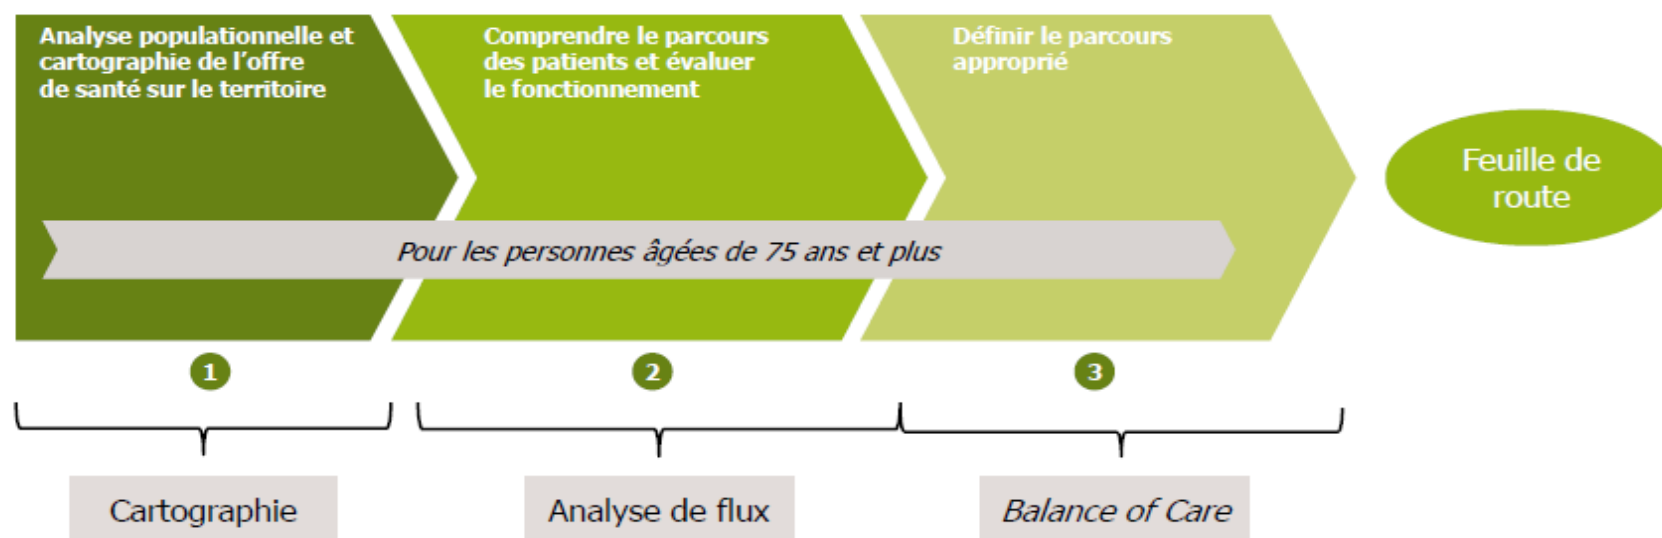 Analyse populationnelle et
cartographie de l'offre
de santé sur le territoire
Comprendre le parcours
des patients et évaluer
le fonctionnement
Définir le parcours
approprié
Feuille de
route
Pour les personnes âgées de 75 ans et plus
1
2
3
Cartographie
Analyse de flux
Balance of Care